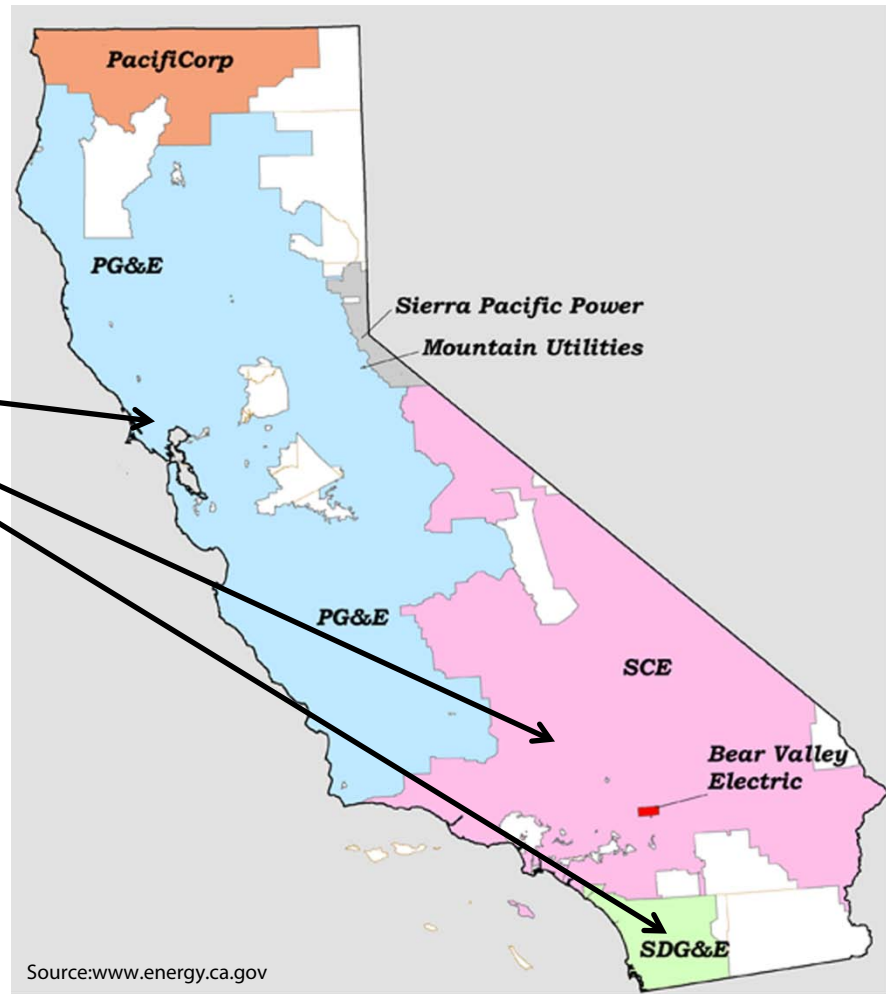 PacifiCorp
PG&E
Sierra Pacific Power
Mountain Utilities
PG&E
SCE
Bear Valley
Electric
SDG&E
Source:www.energy.ca.gov